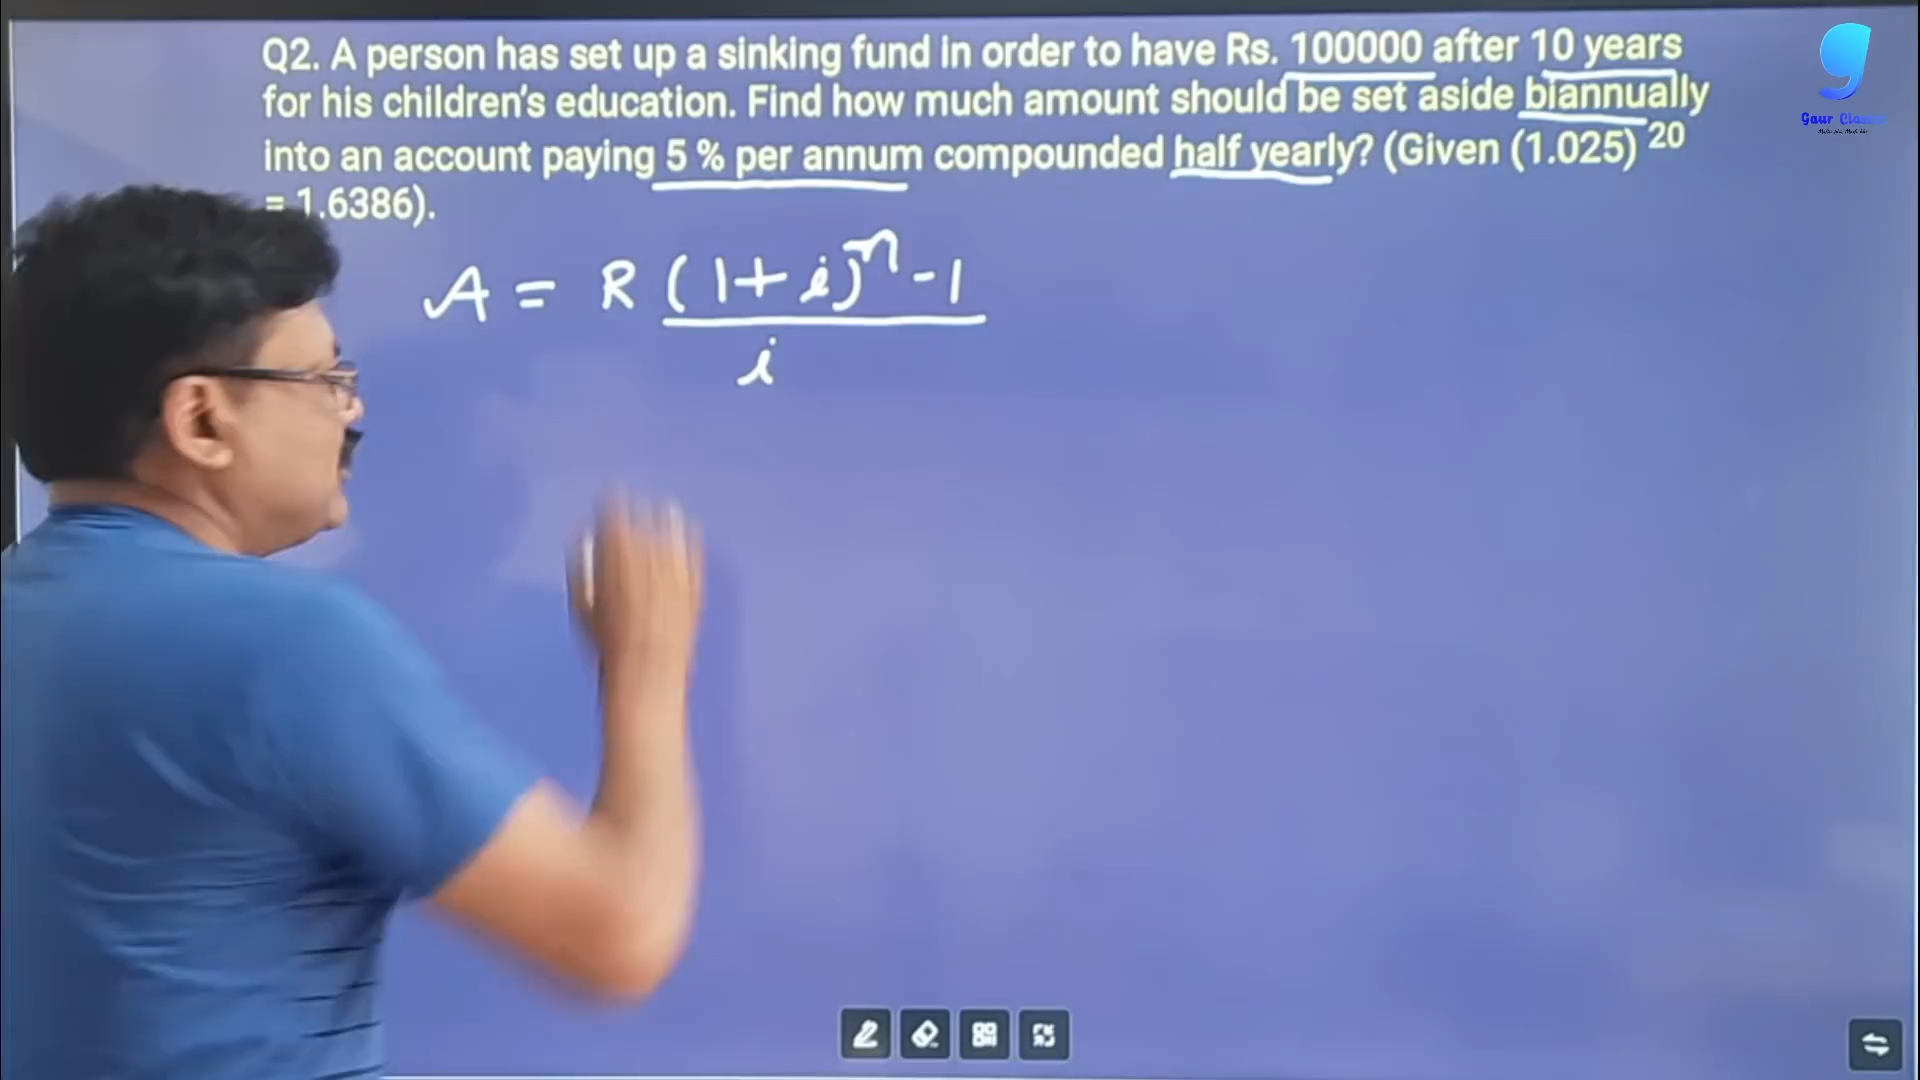 Q2. A person has set up a sinking fund in order to have Rs. 100000 after 10 years
for his children's education. Find how much amount should be set aside biannually
into an account paying 5 % per annum compounded half yearly? (Given (1.025) 20
= 1.6386).
A = R (1+i)^n - 1
i
Gaur Classes